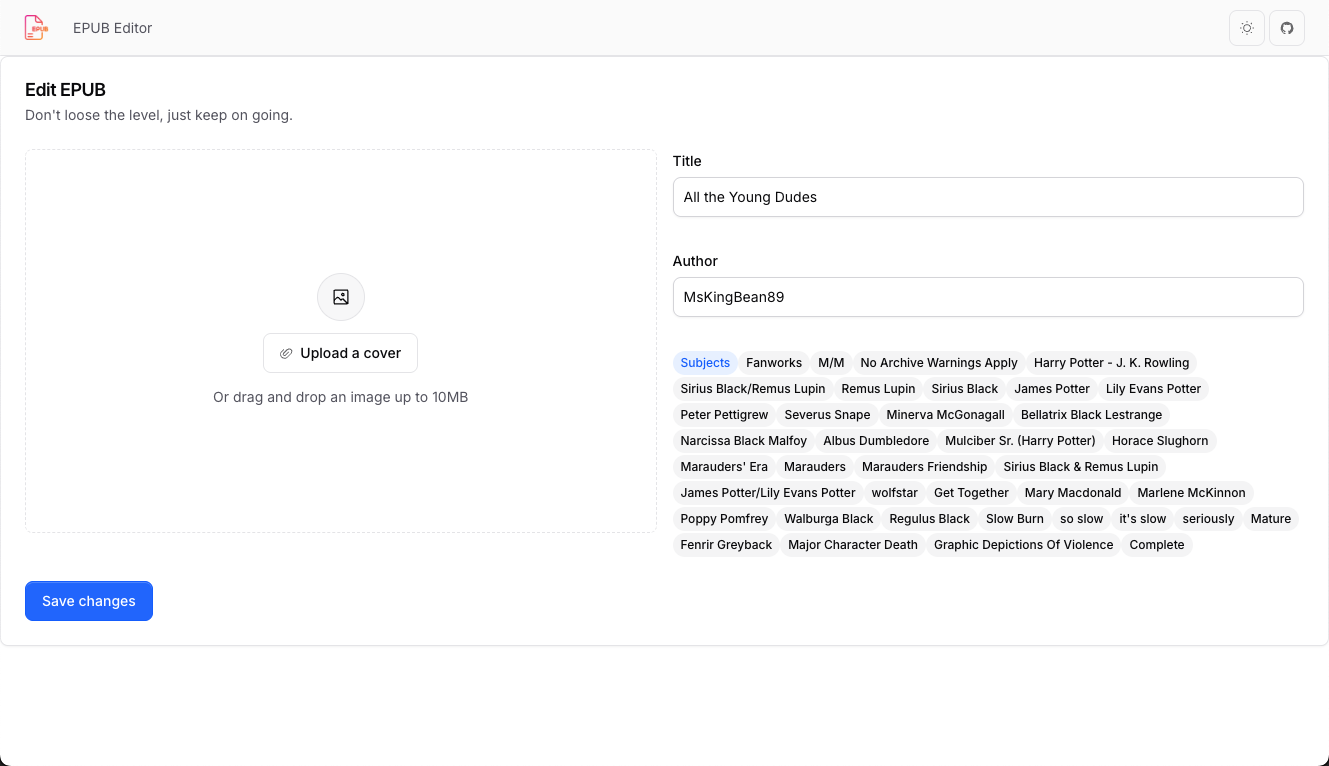 EPUB
EPUB Editor
Edit EPUB
Don't loose the level, just keep on going.
Upload a cover
Or drag and drop an image up to 10MB
Title
All the Young Dudes
Author
MsKingBean89
Subjects Fanworks M/M No Archive Warnings Apply Harry Potter - J. K. Rowling
Sirius Black/Remus Lupin Remus Lupin Sirius Black James Potter Lily Evans Potter
Peter Pettigrew Severus Snape Minerva McGonagall Bellatrix Black Lestrange
Narcissa Black Malfoy Albus Dumbledore Mulciber Sr. (Harry Potter) Horace Slughorn
Marauders' Era Marauders Marauders Friendship Sirius Black & Remus Lupin
James Potter/Lily Evans Potter wolfstar Get Together Mary Macdonald Marlene McKinnon
Poppy Pomfrey Walburga Black Regulus Black Slow Burn so slow it's slow seriously Mature
Fenrir Greyback Major Character Death Graphic Depictions Of Violence Complete
Save changes